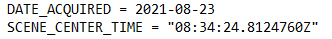 DATE_ACQUIRED = 2021-08-23
SCENE_CENTER_TIME = "08:34:24.8124760Z"